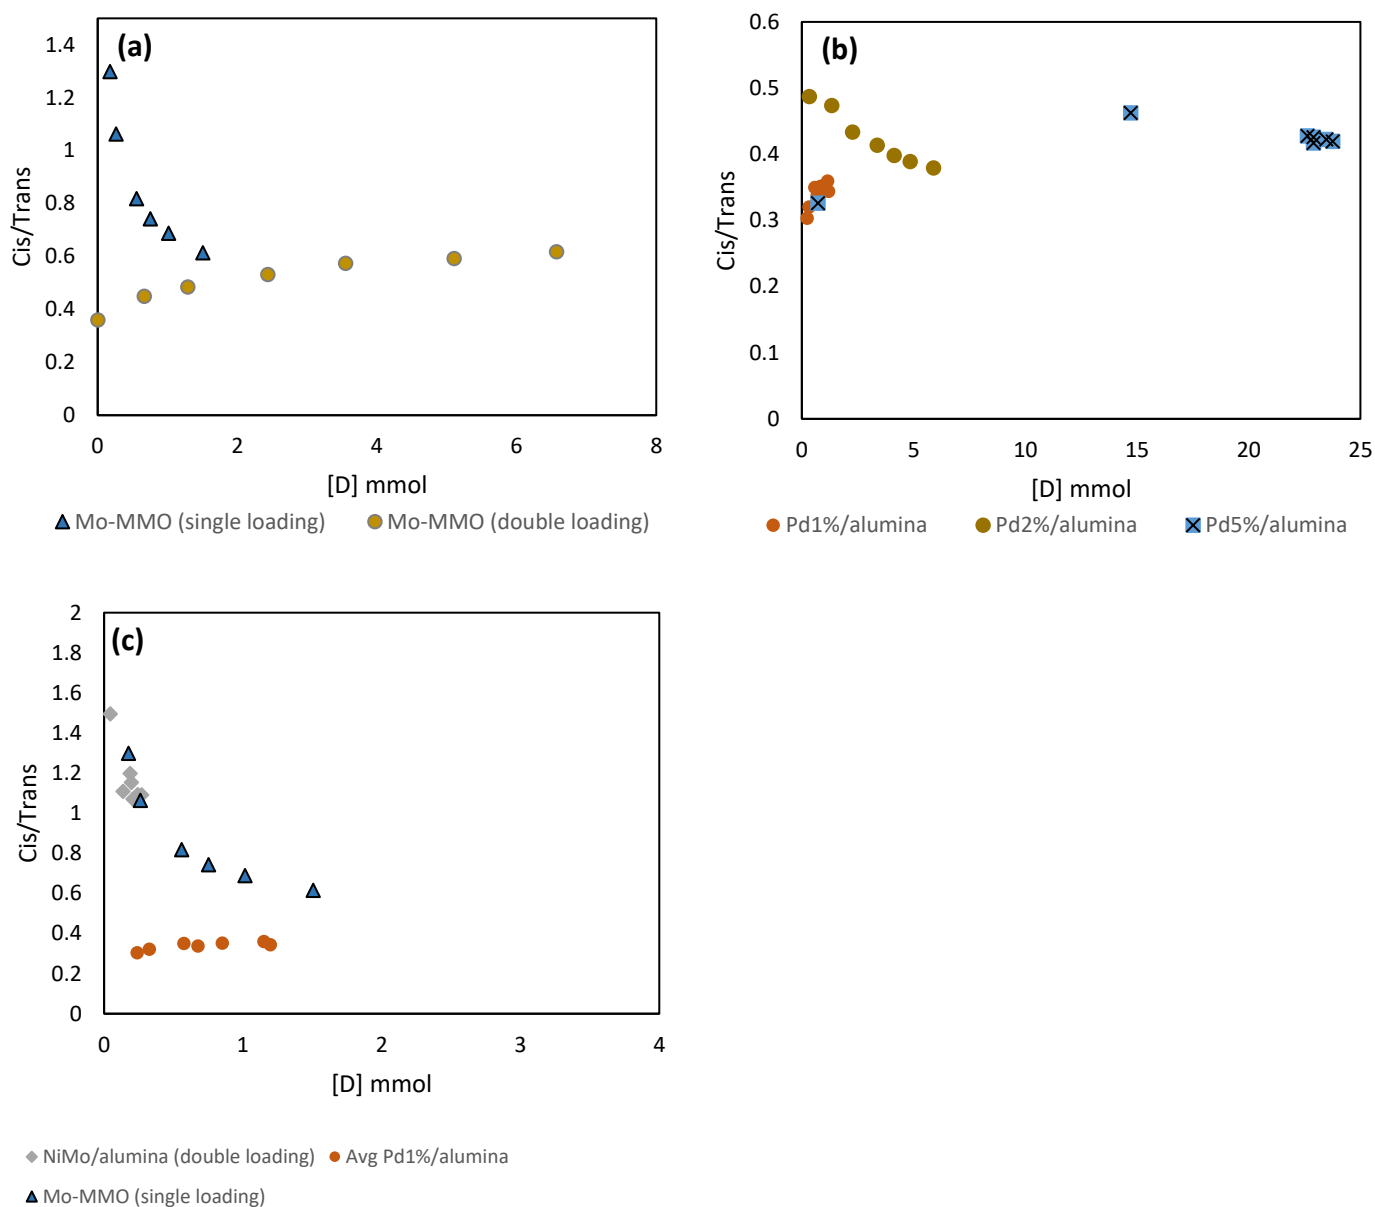 (a)
1.4
1.2
1
0.8
0.6
0.4
0.2
0
Cis/Trans
0 2 4 6 8
[D] mmol
Mo-MMO (single loading) Mo-MMO (double loading)
(b)
0.6
0.5
0.4
0.3
0.2
0.1
0
Cis/Trans
0 5 10 15 20 25
[D] mmol
Pd1%/alumina Pd2%/alumina Pd5%/alumina
(c)
2
1.8
1.6
1.4
1.2
1
0.8
0.6
0.4
0.2
0
Cis/Trans
0 1 2 3 4
[D] mmol
NiMo/alumina (double loading) Avg Pd1%/alumina
Mo-MMO (single loading)